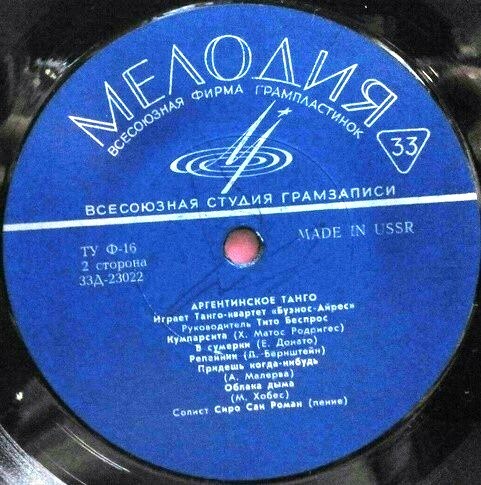 МЕЛОДИЯ
ВСЕСОЮЗНАЯ ФИРМА ГРАМПЛАСТИНОК
33
ВСЕСОЮЗНАЯ СТУДИЯ ГРАМЗАПИСИ
ТУ Ф-16
2 сторона
33Д-23022
MADE IN USSR
АРГЕНТИНСКОЕ ТАНГО
Играет Танго-квартет «Буэнос-Айрес»
Руководитель Тито Беспрос
Кумпарсита (Х. Матос Родригес)
В сумерки (Е. Донато)
Репейник (Д. Бернштейн)
Придешь когда-нибудь
(А. Малерва)
Облака дыма
(М. Хобес)
Солист Сиро Сан Роман (пение)